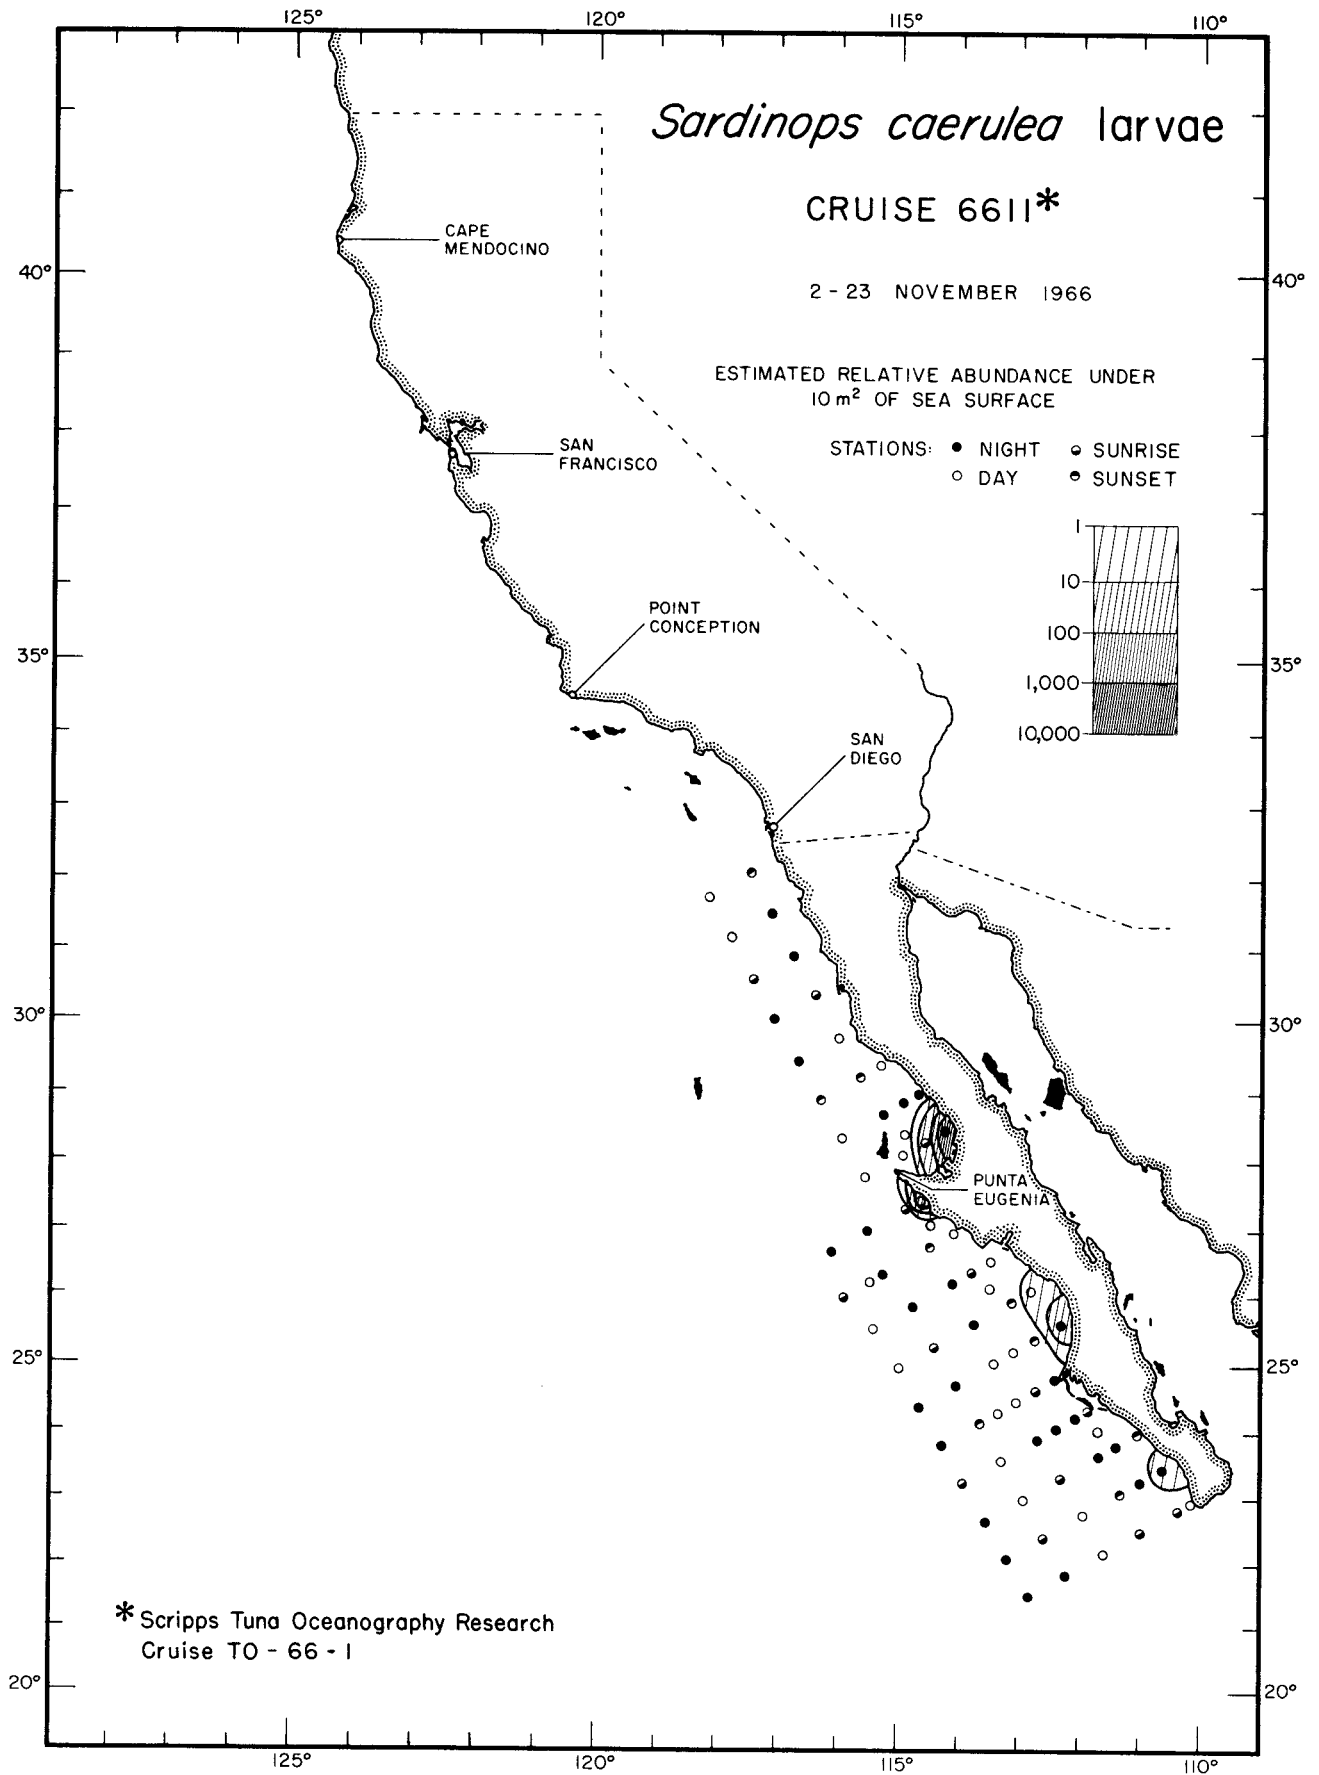 125° 120° 115° 110°
Sardinops caerulea larvae
CRUISE 6611*
2-23 NOVEMBER 1966
ESTIMATED RELATIVE ABUNDANCE UNDER
10 m² OF SEA SURFACE
STATIONS: ● NIGHT ◒ SUNRISE
○ DAY ◓ SUNSET
1
10
100
1,000
10,000
CAPE
MENDOCINO
40° 40°
SAN
FRANCISCO
POINT
CONCEPTION
35° 35°
SAN
DIEGO
30° 30°
PUNTA
EUGENIA
25° 25°
* Scripps Tuna Oceanography Research
Cruise TO-66-1
20° 20°
125° 120° 115° 110°